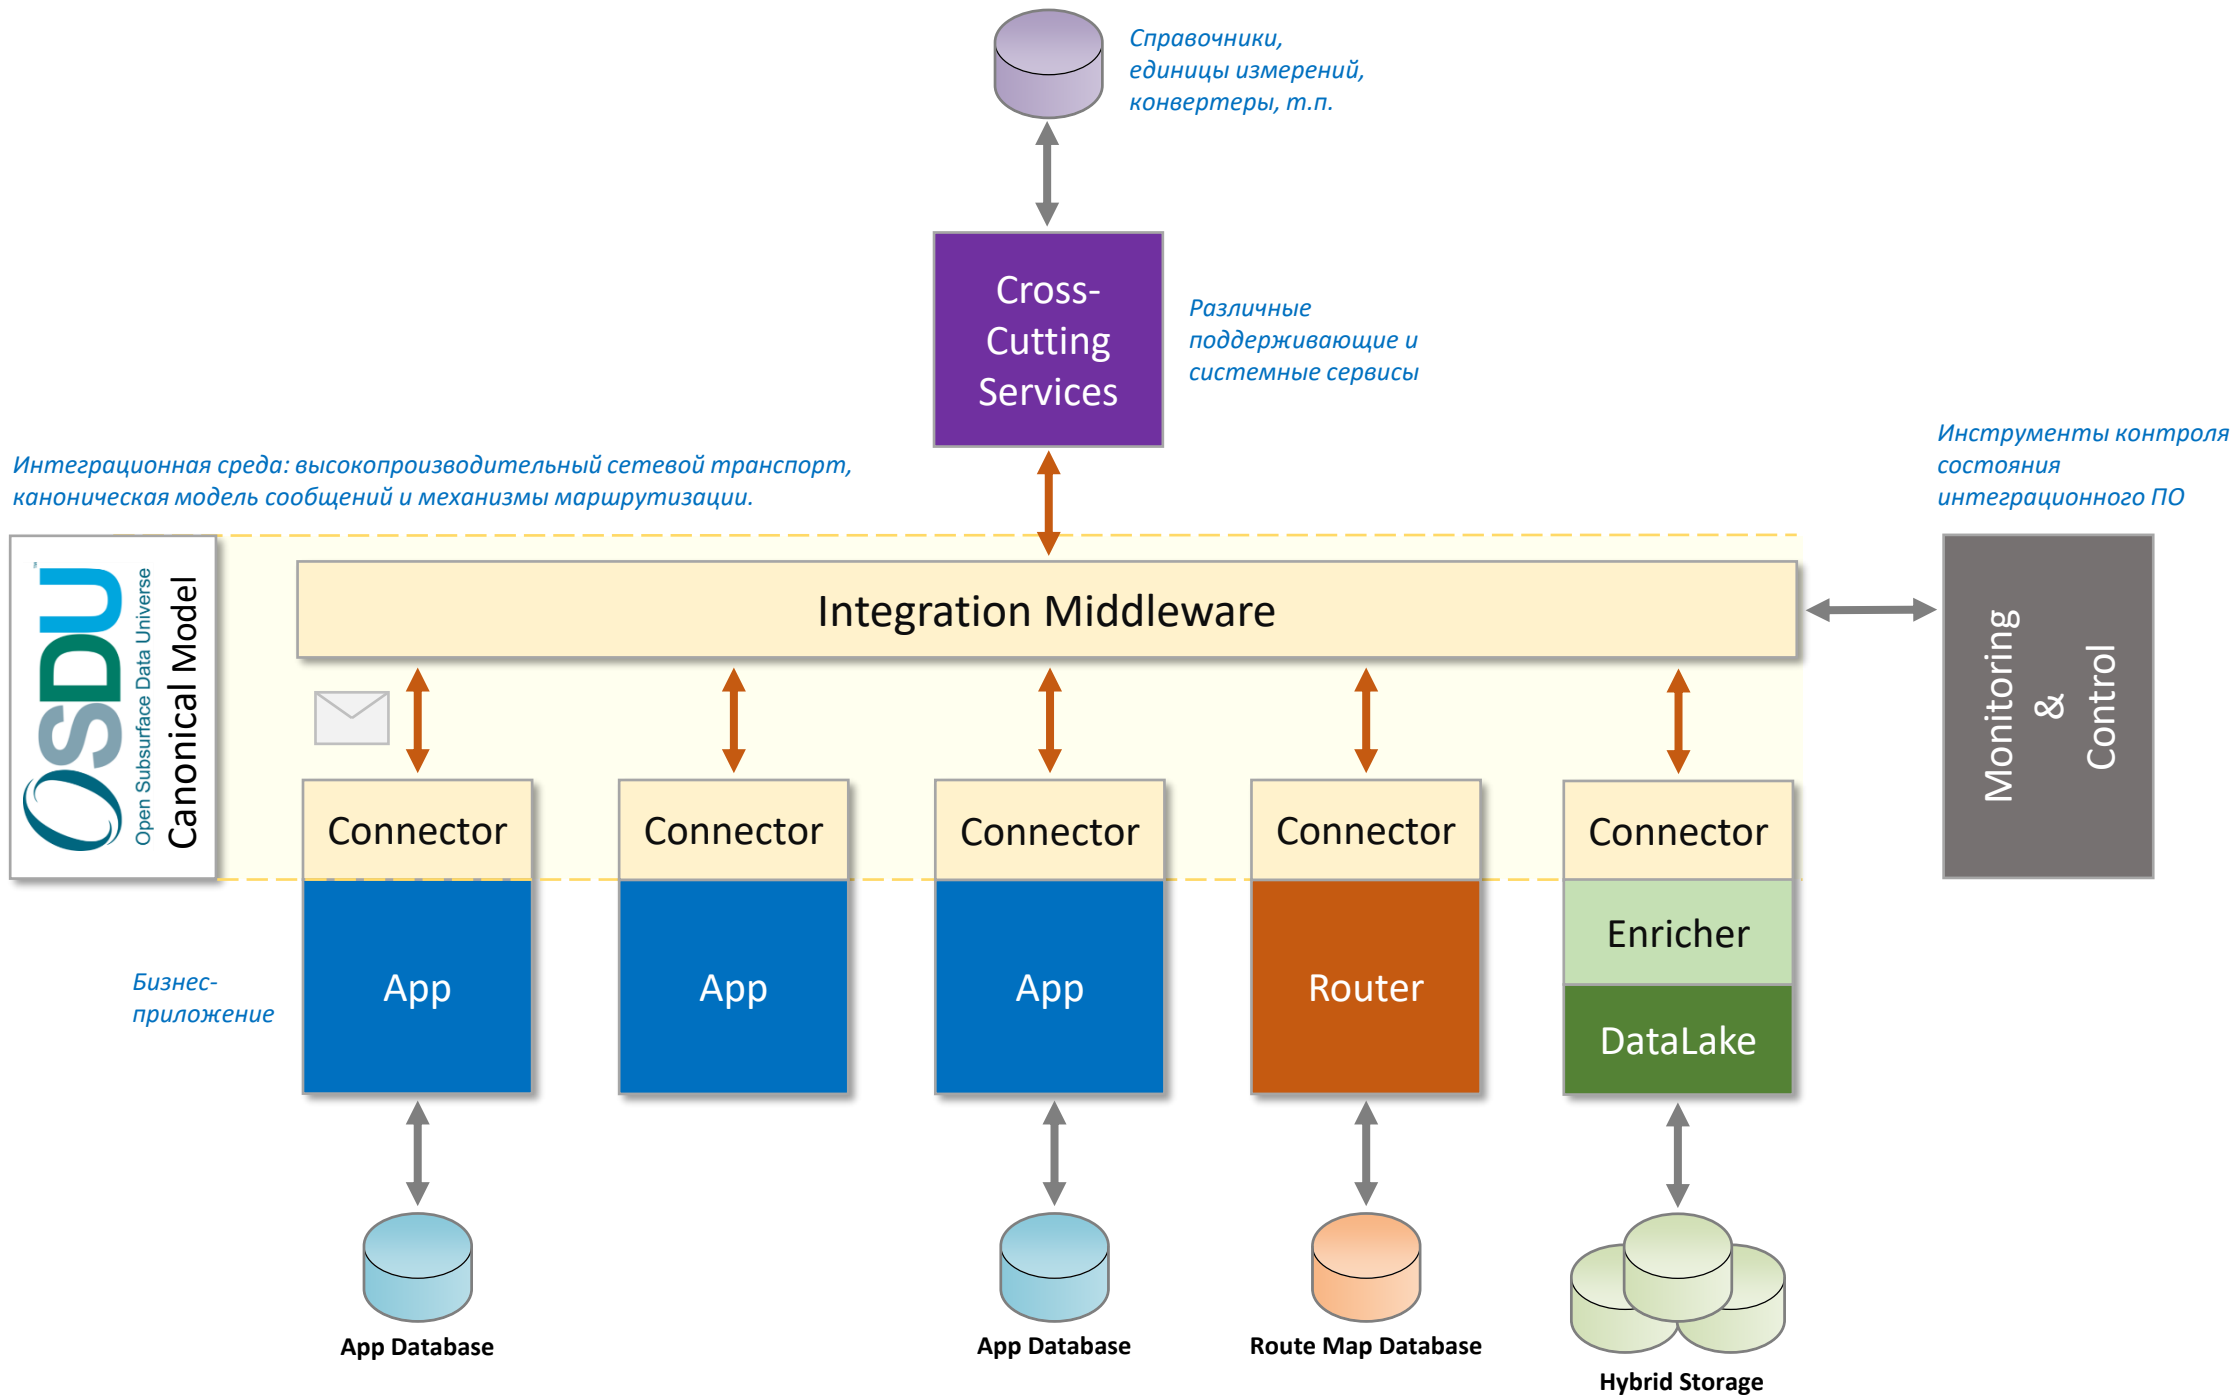 Справочники,
единицы измерений,
конвертеры, т.п.
Cross-
Cutting
Services
Различные
поддерживающие и
системные сервисы
Интеграционная среда: высокопроизводительный сетевой транспорт,
каноническая модель сообщений и механизмы маршрутизации.
Инструменты контроля
состояния
интеграционного ПО
OSDU™
Open Subsurface Data Universe
Canonical Model
Integration Middleware
Monitoring
&
Control
Connector
Connector
Connector
Connector
Connector
Бизнес-
приложение
App
App
App
Router
Enricher
DataLake
App Database
App Database
Route Map Database
Hybrid Storage